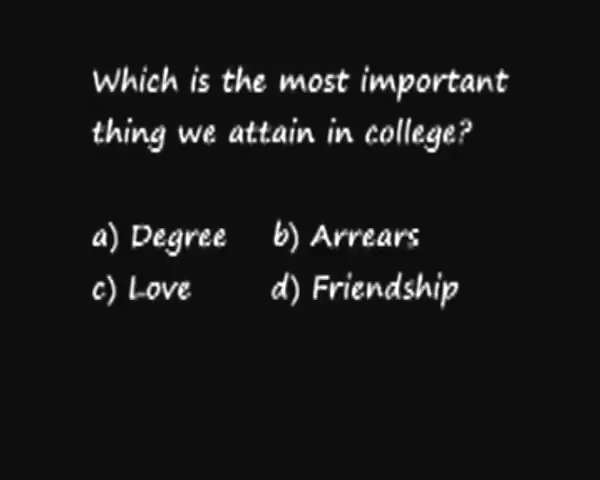 Which is the most important
thing we attain in college?
a) Degree b) Arrears
c) Love d) Friendship